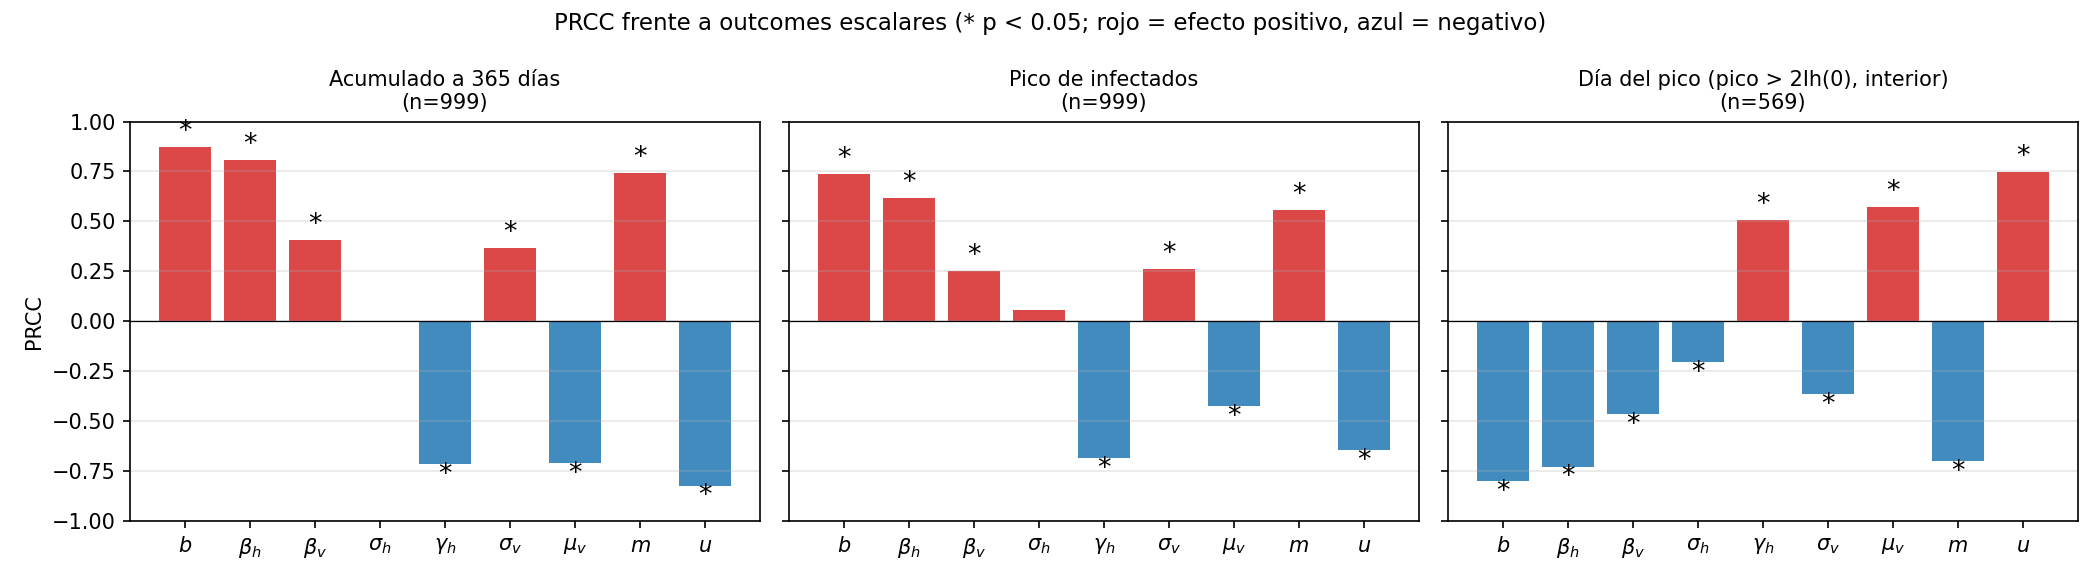 PRCC frente a outcomes escalares (* p < 0.05; rojo = efecto positivo, azul = negativo)
Acumulado a 365 días
(n=999)
Pico de infectados
(n=999)
Día del pico (pico > 2Ih(0), interior)
(n=569)
PRCC
1.00
0.75
0.50
0.25
0.00
−0.25
−0.50
−0.75
−1.00
* * * * * * * *
* * * * * * * *
* * * * * * * * *
b βh βv σh γh σv μv m u
b βh βv σh γh σv μv m u
b βh βv σh γh σv μv m u